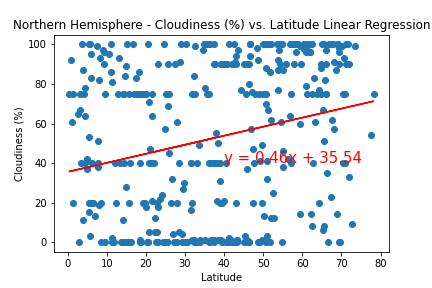 Northern Hemisphere - Cloudiness (%) vs. Latitude Linear Regression
100
80
60
40
20
0
Cloudiness (%)
y = 0.46x + 35.54
0 10 20 30 40 50 60 70 80
Latitude